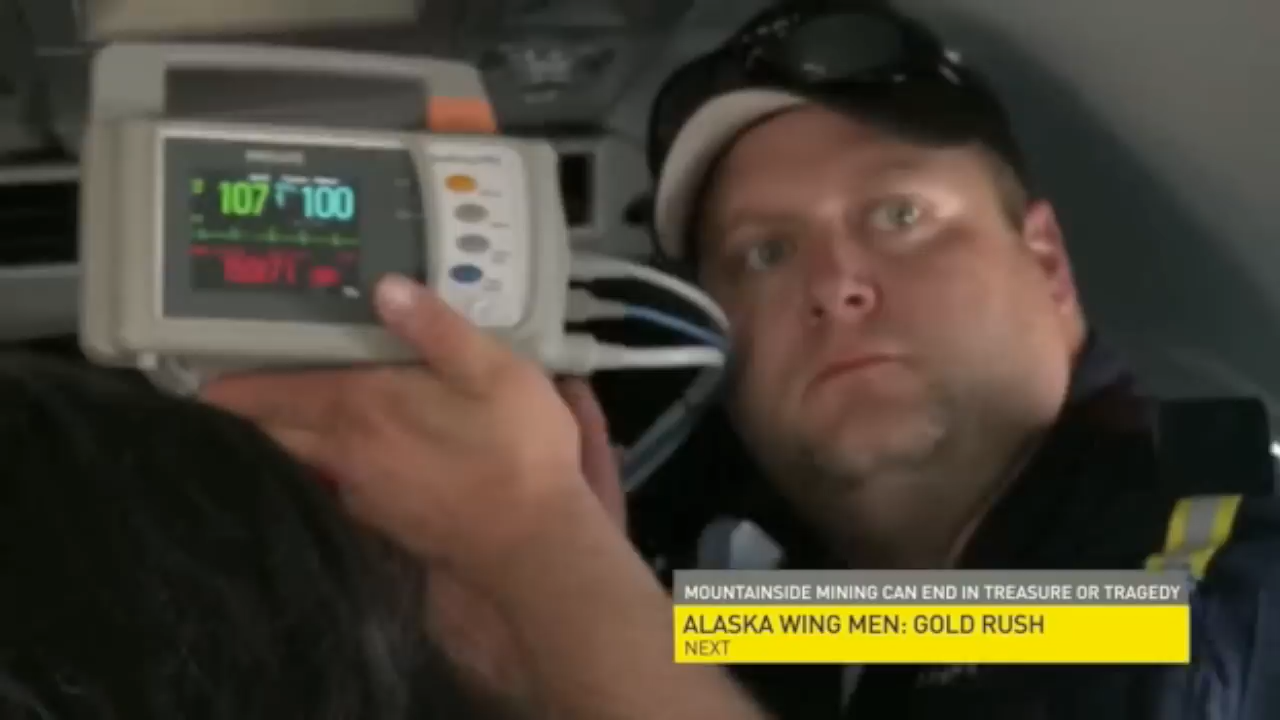 107 100
MOUNTAINSIDE MINING CAN END IN TREASURE OR TRAGEDY
ALASKA WING MEN: GOLD RUSH
NEXT